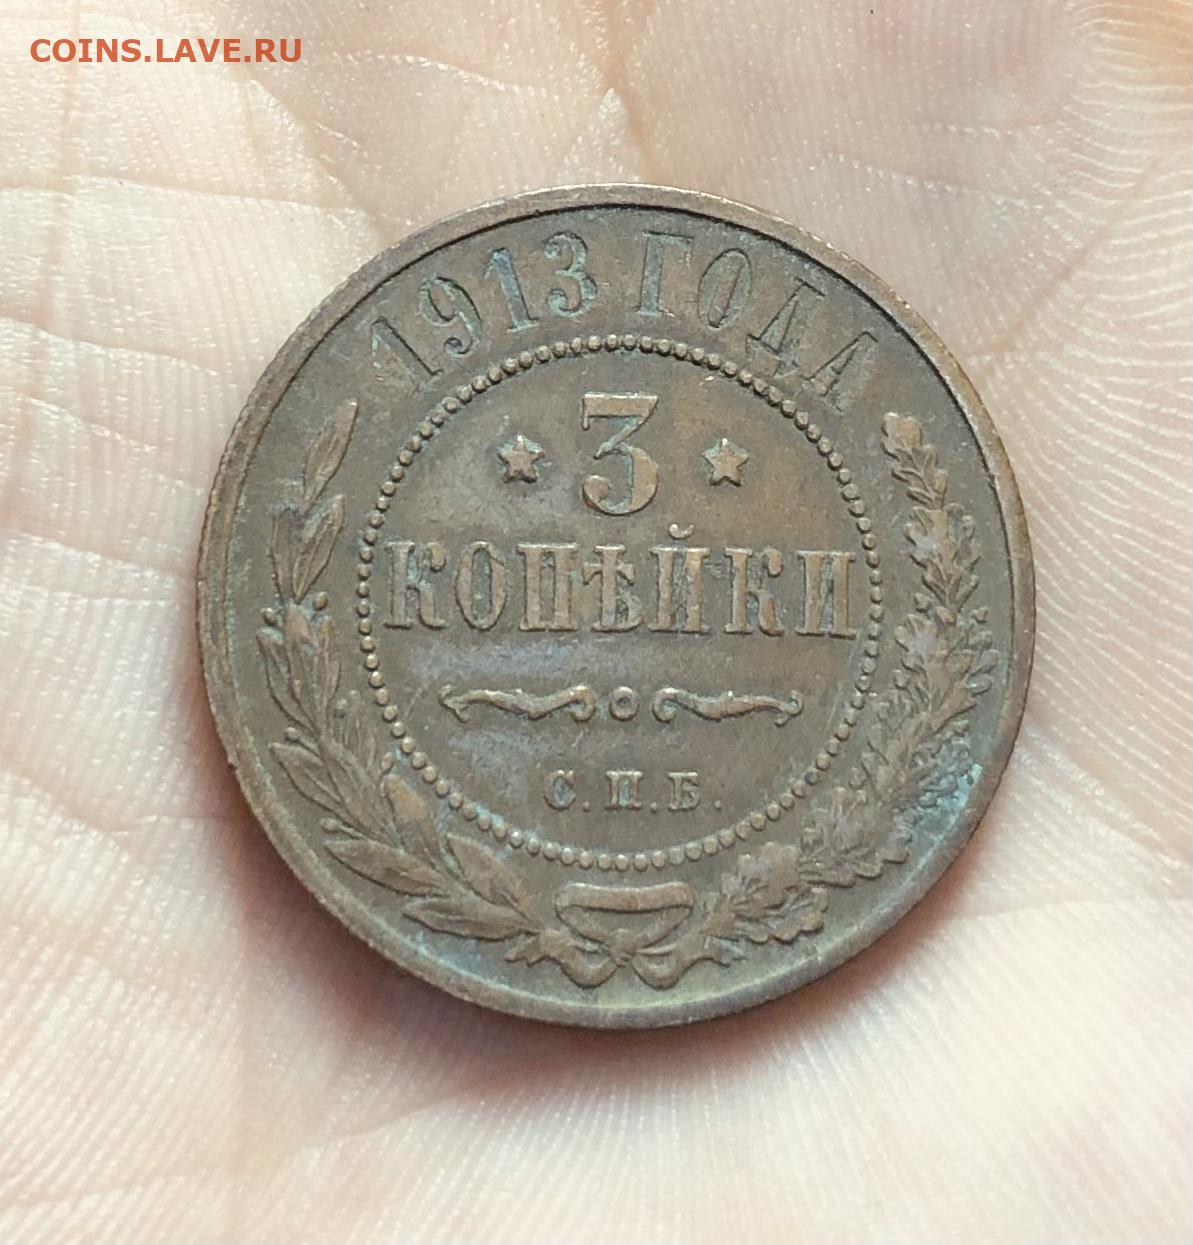 COINS.LAVE.RU
1913 ГОДА
3
КОПѢЙКИ
С.П.Б.